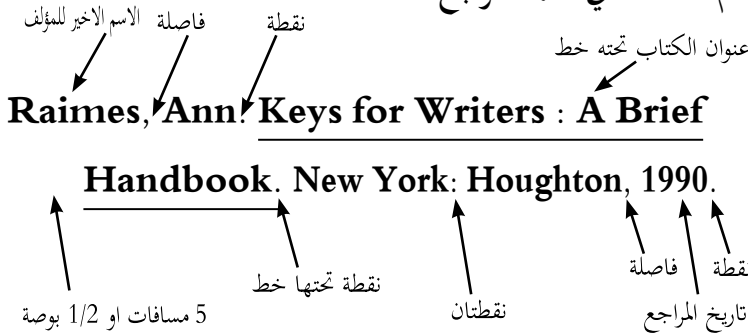 الاسم الاخير للمؤلف فاصلة نقطة
عنوان الكتاب تحته خط
Raimes, Ann. Keys for Writers : A Brief
Handbook. New York: Houghton, 1990.
5 مسافات او 1/2 بوصة
نقطة تحتها خط
نقطتان
فاصلة
نقطة
تاريخ المراجع